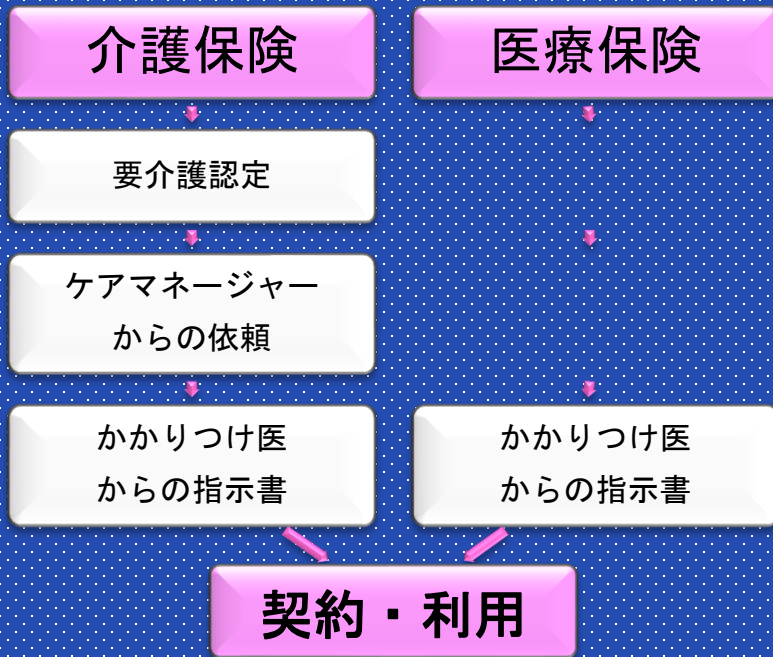 介護保険
医療保険
要介護認定
ケアマネージャー
からの依頼
かかりつけ医
からの指示書
かかりつけ医
からの指示書
契約・利用